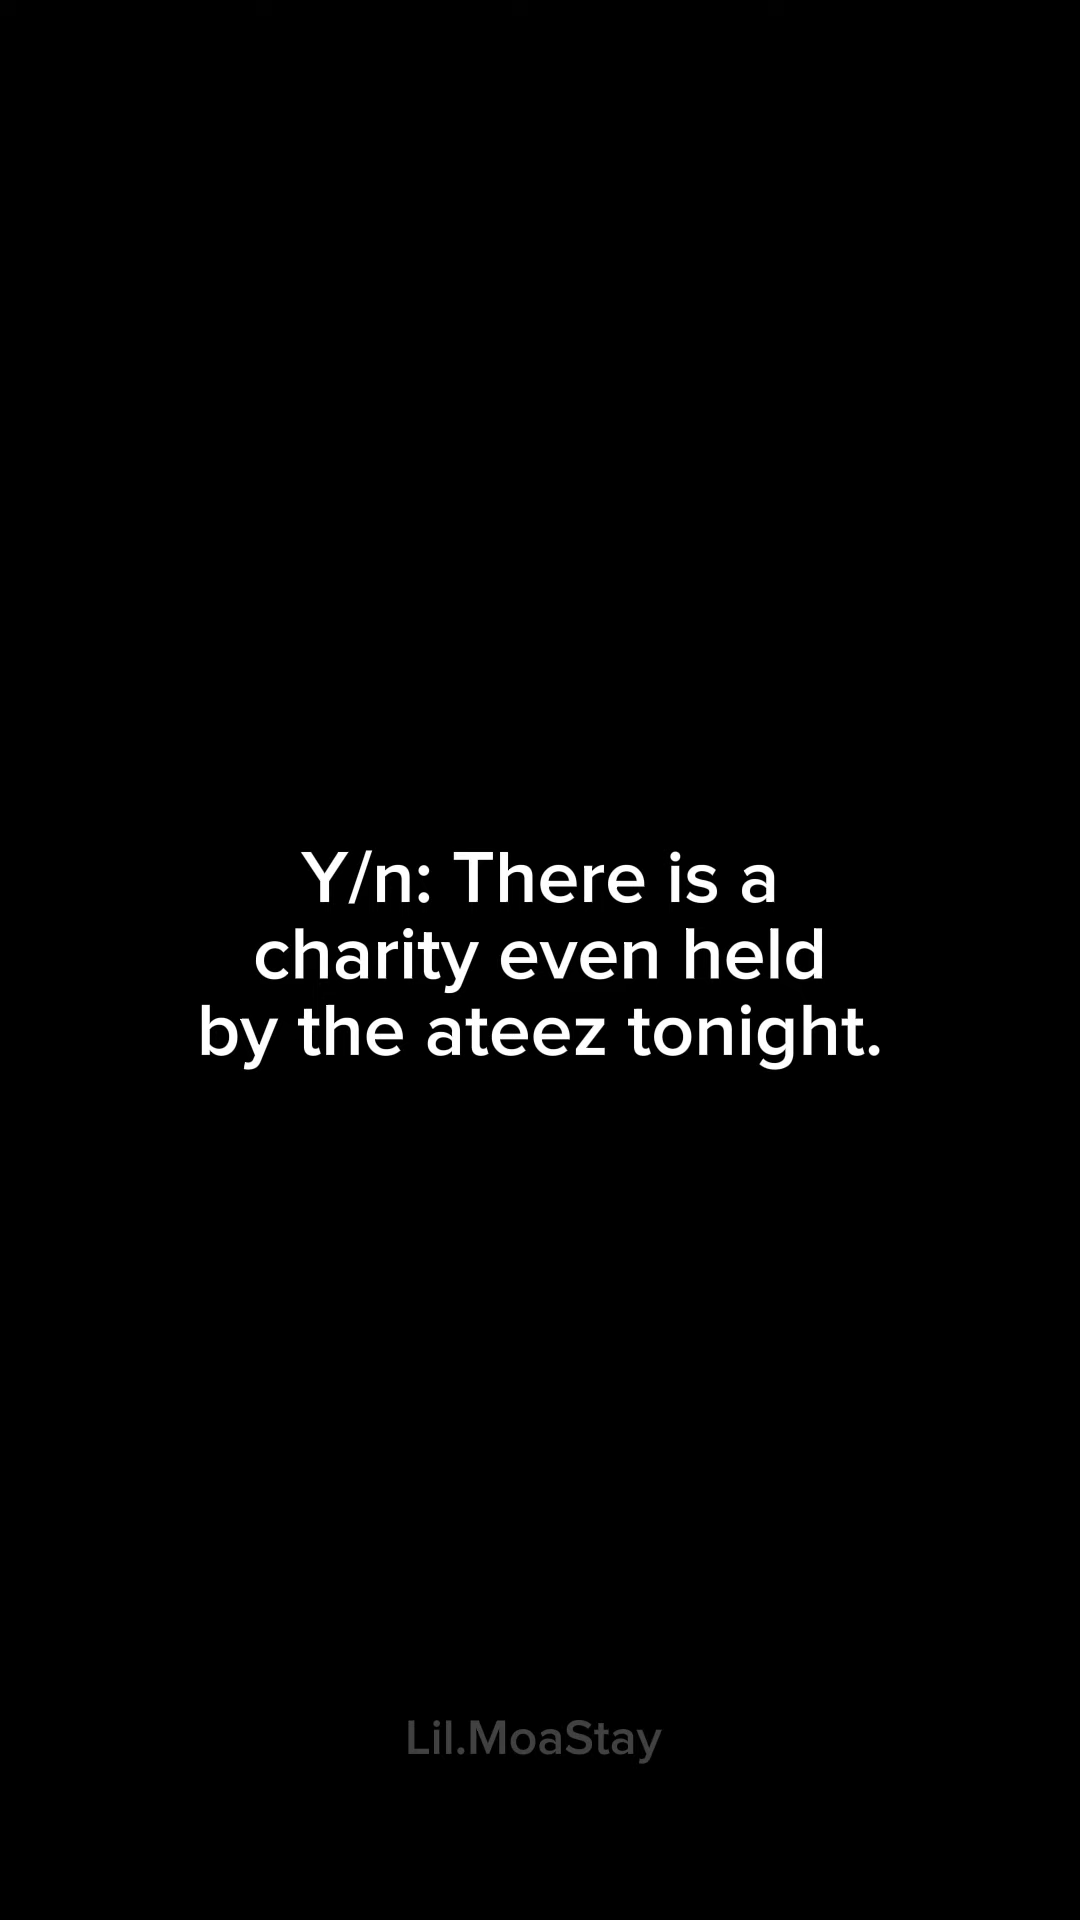 Y/n: There is a
charity even held
by the ateez tonight.
Lil.MoaStay